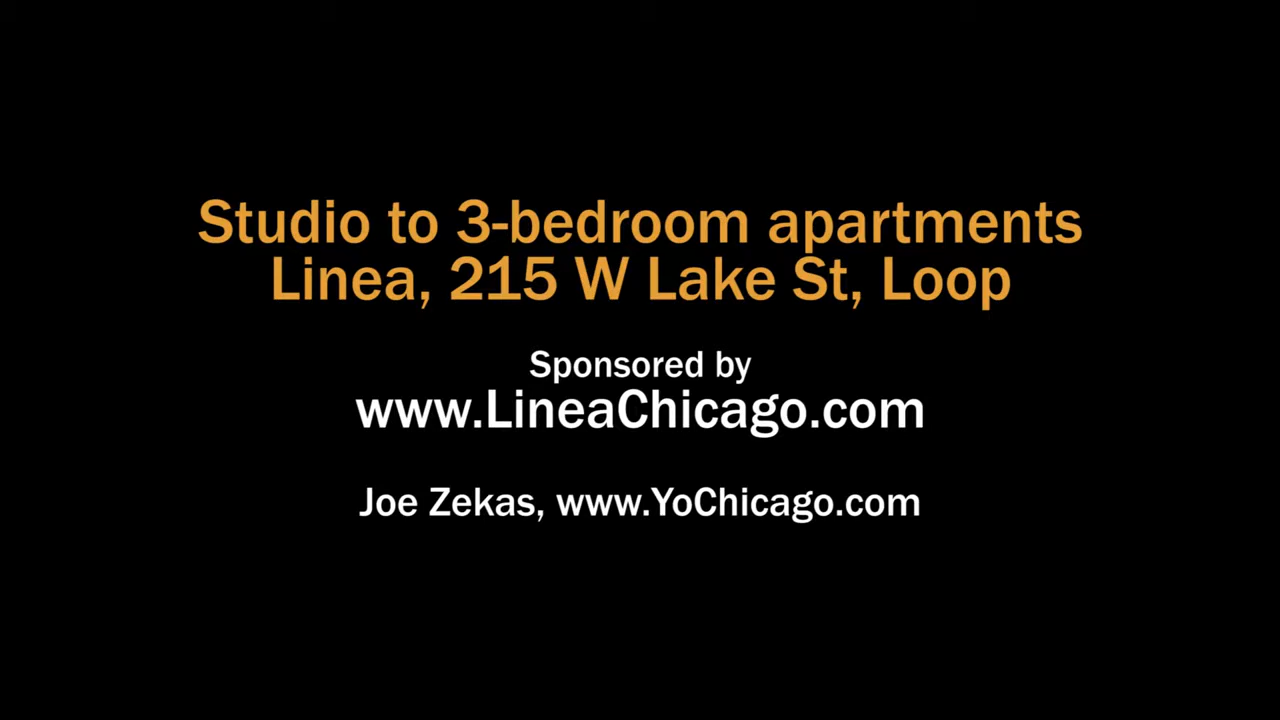 Studio to 3-bedroom apartments
Linea, 215 W Lake St, Loop
Sponsored by
www.LineaChicago.com
Joe Zekas, www.YoChicago.com